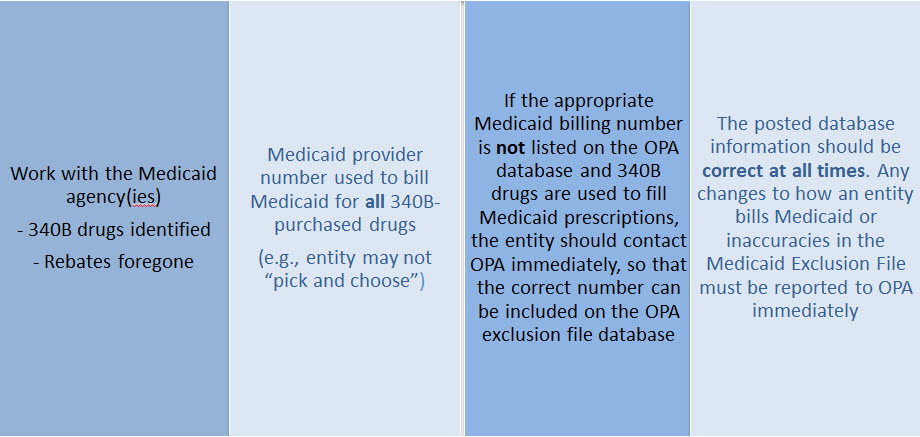 Work with the Medicaid
agency(ies)
- 340B drugs identified
- Rebates foregone
Medicaid provider
number used to bill
Medicaid for all 340B-
purchased drugs
(e.g., entity may not
“pick and choose”)
If the appropriate
Medicaid billing number
is not listed on the OPA
database and 340B
drugs are used to fill
Medicaid prescriptions,
the entity should contact
OPA immediately, so that
the correct number can
be included on the OPA
exclusion file database
The posted database
information should be
correct at all times. Any
changes to how an entity
bills Medicaid or
inaccuracies in the
Medicaid Exclusion File
must be reported to OPA
immediately